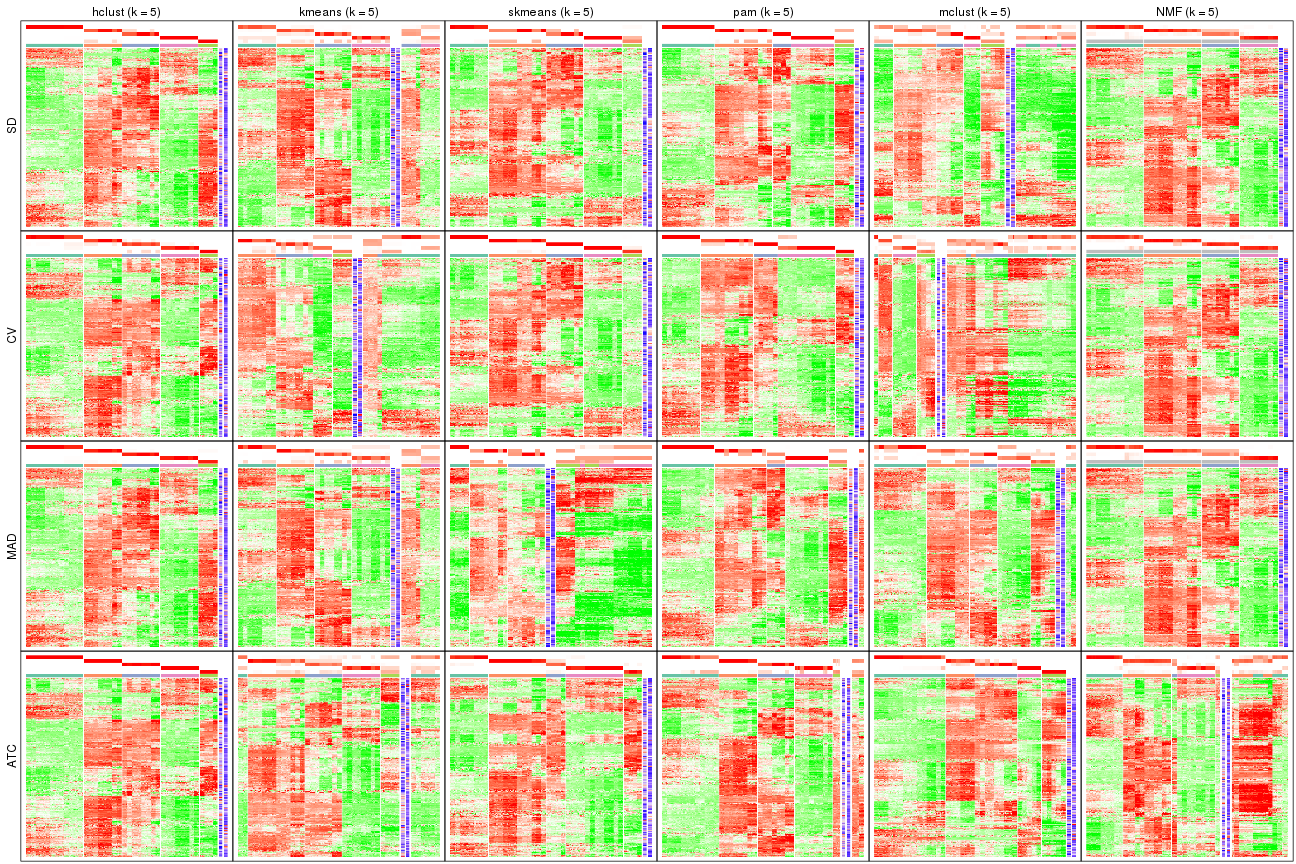 hclust (k = 5) kmeans (k = 5) skmeans (k = 5) pam (k = 5) mclust (k = 5) NMF (k = 5)
SD
CV
MAD
ATC